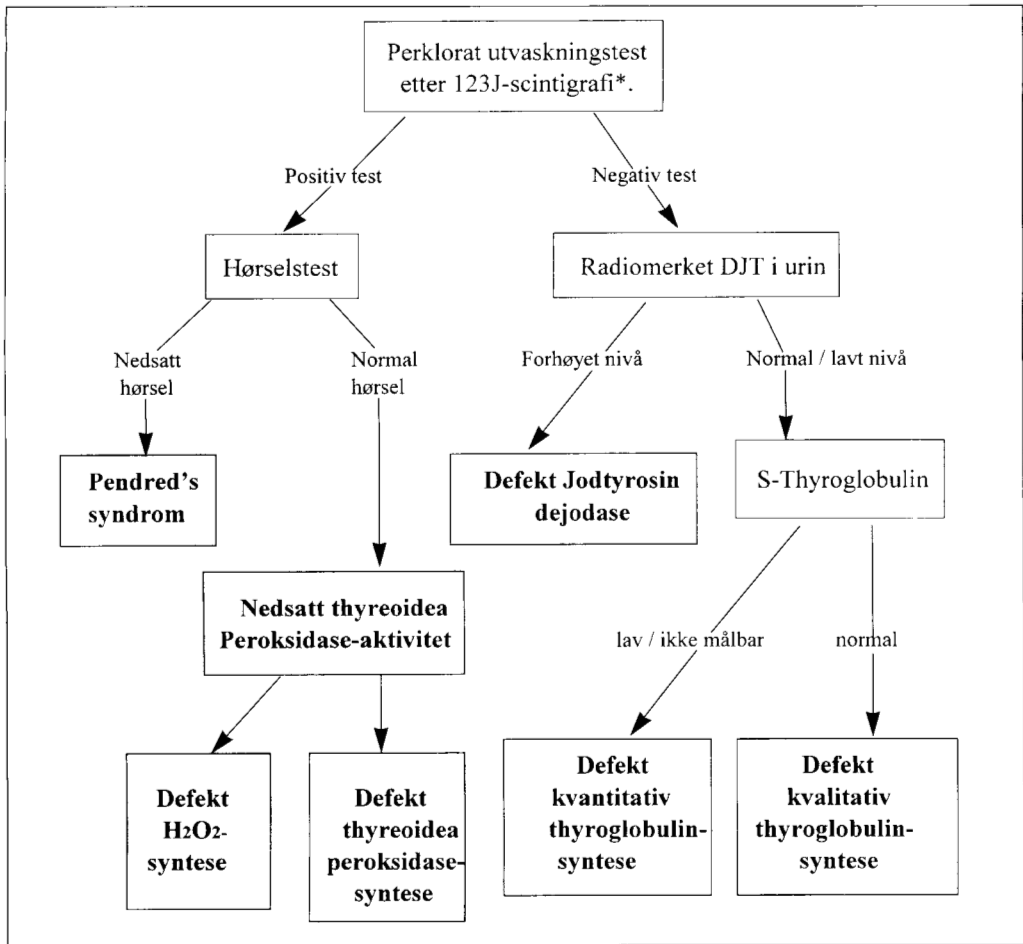 Perklorat utvaskningstest
etter 123J-scintigrafi*.
Positiv test
Negativ test
Hørselstest
Radiomerket DJT i urin
Nedsatt
hørsel
Normal
hørsel
Forhøyet nivå
Normal / lavt nivå
Pendred's
syndrom
Defekt Jodtyrosin
dejodase
S-Thyroglobulin
Nedsatt thyreoidea
Peroksidase-aktivitet
lav / ikke målbar
normal
Defekt
H2O2-
syntese
Defekt
thyreoidea
peroksidase-
syntese
Defekt
kvantitativ
thyroglobulin-
syntese
Defekt
kvalitativ
thyroglobulin-
syntese